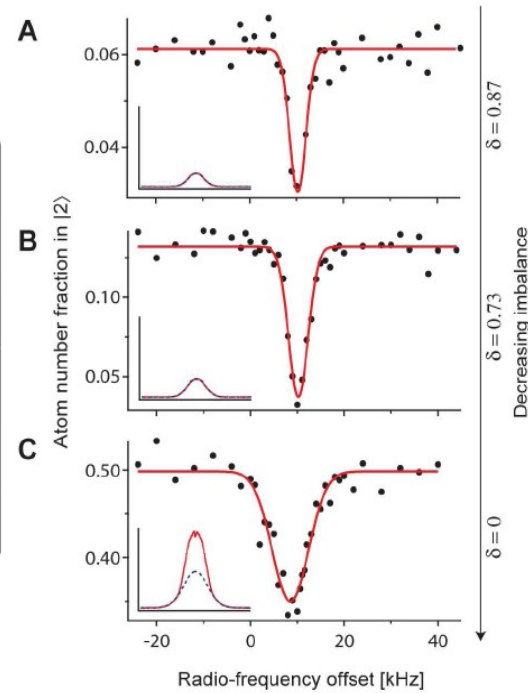 A
0.06
0.04
δ = 0.87
B
0.10
0.05
δ = 0.73
C
0.50
0.40
δ = 0
Atom number fraction in |2⟩
Decreasing imbalance
-20 0 20 40
Radio-frequency offset [kHz]